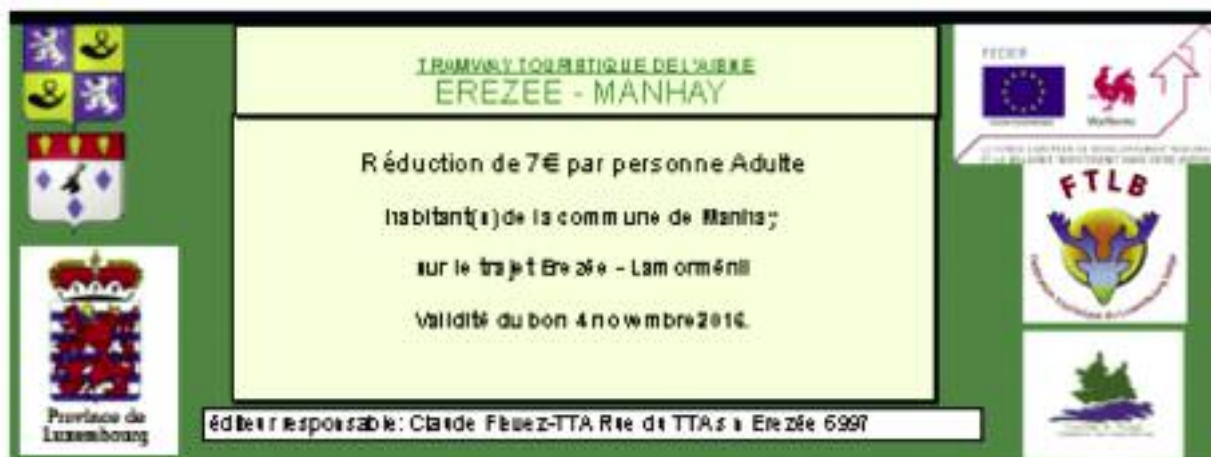 TRAMWAY TOURISTIQUE DE L'AISNE
EREZEE - MANHAY
Réduction de 7€ par personne Adulte
habitant(e) de la commune de Manhay
sur le trajet Erezée - Lamorménil
Validité du bon 4 novembre 2016.
éditeur responsable: Claude TTA Rue du TTA Erezée 6997
Province de
Luxembourg
FEDER
Wallonie
FTLB